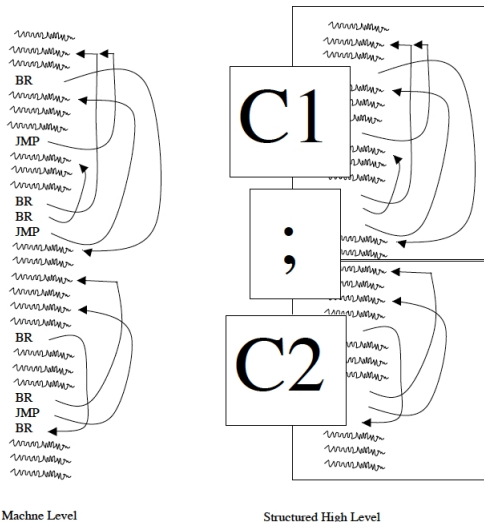 BR
JMP
BR
BR
JMP
BR
BR
JMP
BR
C1
;
C2
Machne Level
Structured High Level